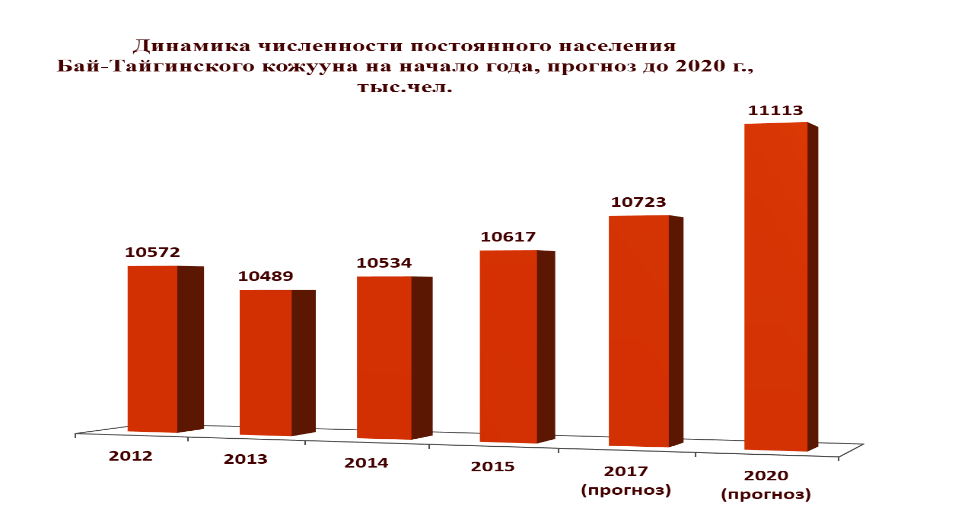 Динамика численности постоянного населения
Бай-Тайгинского кожууна на начало года, прогноз до 2020 г.,
тыс.чел.
10572
10489
10534
10617
10723
11113
2012
2013
2014
2015
2017
(прогноз)
2020
(прогноз)